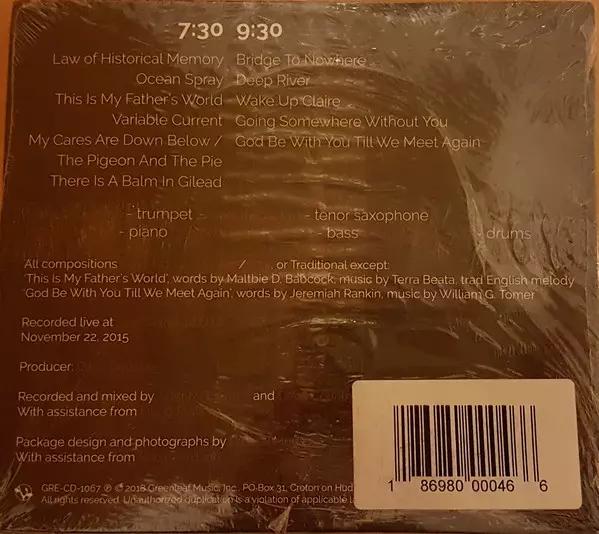 7:30 9:30
Law of Historical Memory Bridge To Nowhere
Ocean Spray Deep River
This Is My Father's World Wake Up Claire
Variable Current Going Somewhere Without You
My Cares Are Down Below / God Be With You Till We Meet Again
The Pigeon And The Pie
There Is A Balm In Gilead
- trumpet - - tenor saxophone
- piano - bass - drums
All compositions / or Traditional except:
'This is My Father's World', words by Maltbie D. Babcock; music by Terra Beata, trad English melody
'God Be With You Till We Meet Again', words by Jeremiah Rankin, music by William G. Tomer
Recorded live at
November 22, 2015
Producer:
Recorded and mixed by and
With assistance from
Package design and photographs by
With assistance from
GRE-CD-1067 ℗ © 2018 Greenleaf Music, Inc. PO-Box 31, Croton on Hud
All rights reserved. Unauthorized duplication is a violation of applicable
1 86980 00046 6